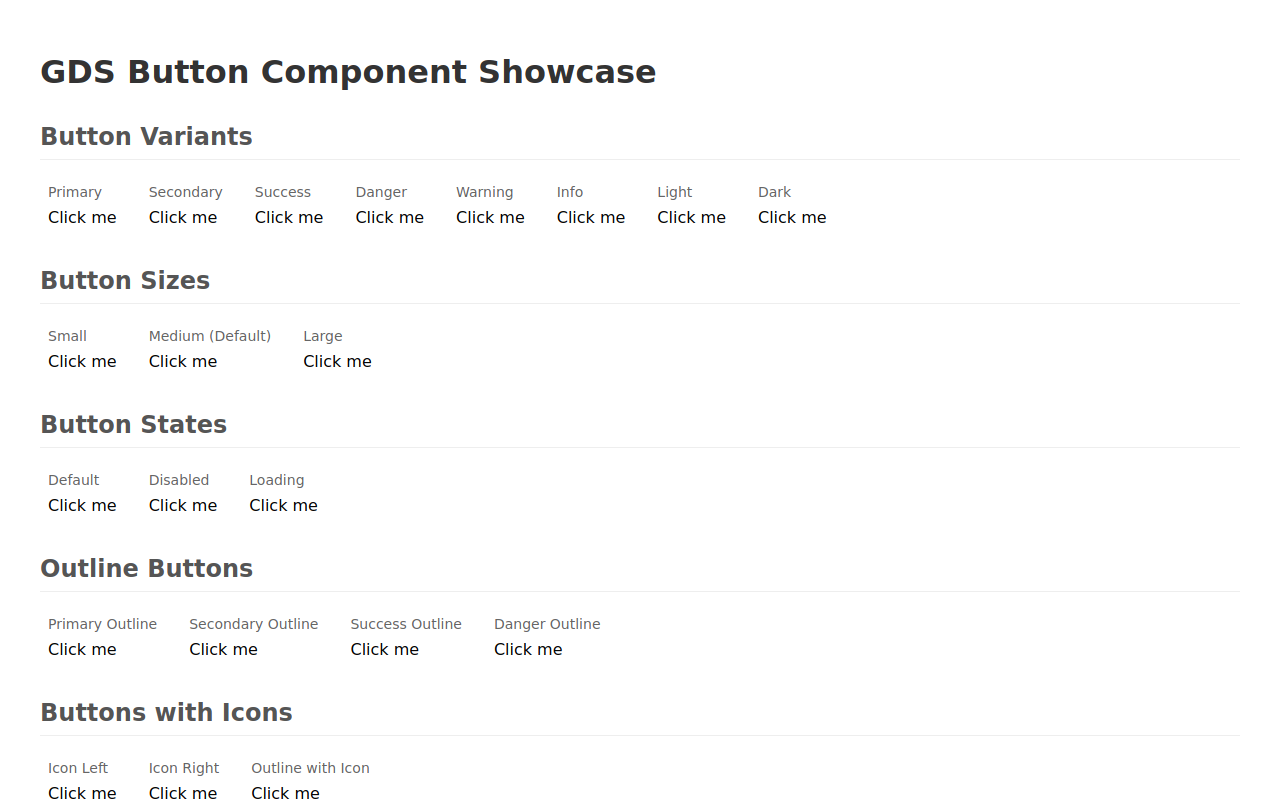 GDS Button Component Showcase
Button Variants
Primary Secondary Success Danger Warning Info Light Dark
Click me Click me Click me Click me Click me Click me Click me Click me
Button Sizes
Small Medium (Default) Large
Click me Click me Click me
Button States
Default Disabled Loading
Click me Click me Click me
Outline Buttons
Primary Outline Secondary Outline Success Outline Danger Outline
Click me Click me Click me Click me
Buttons with Icons
Icon Left Icon Right Outline with Icon
Click me Click me Click me